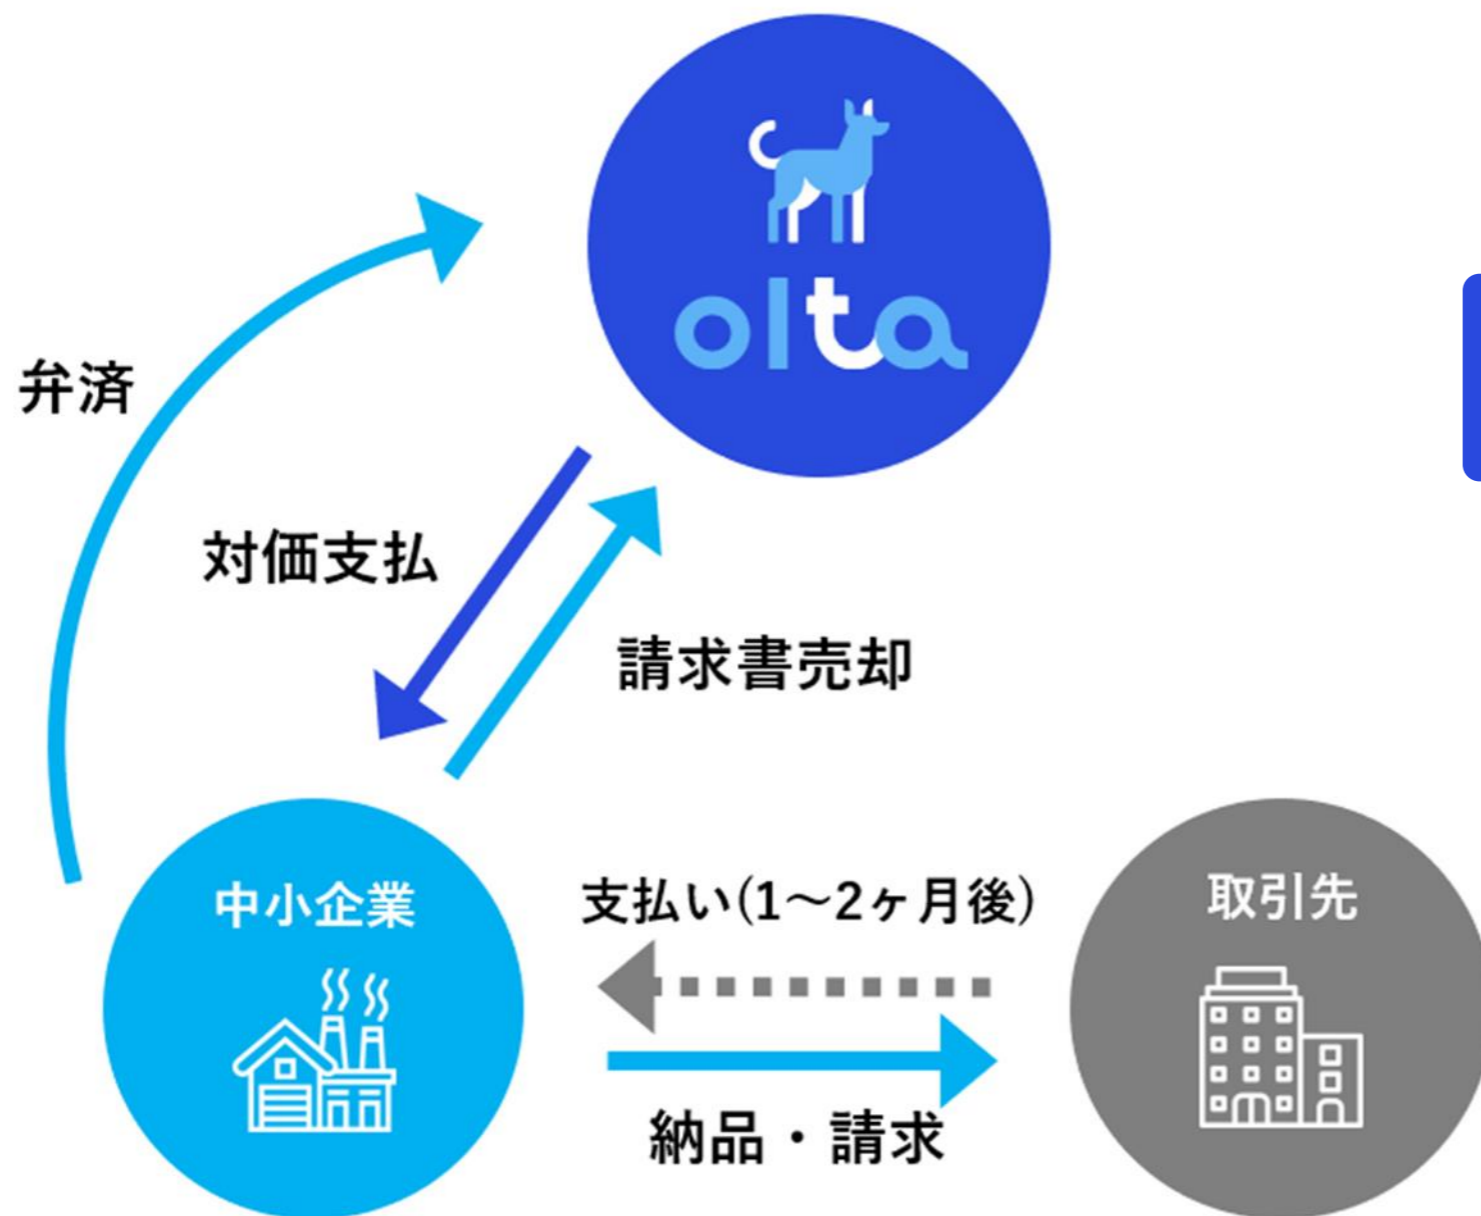 olta
弁済
対価支払
請求書売却
中小企業
支払い(1〜2ヶ月後)
取引先
納品・請求